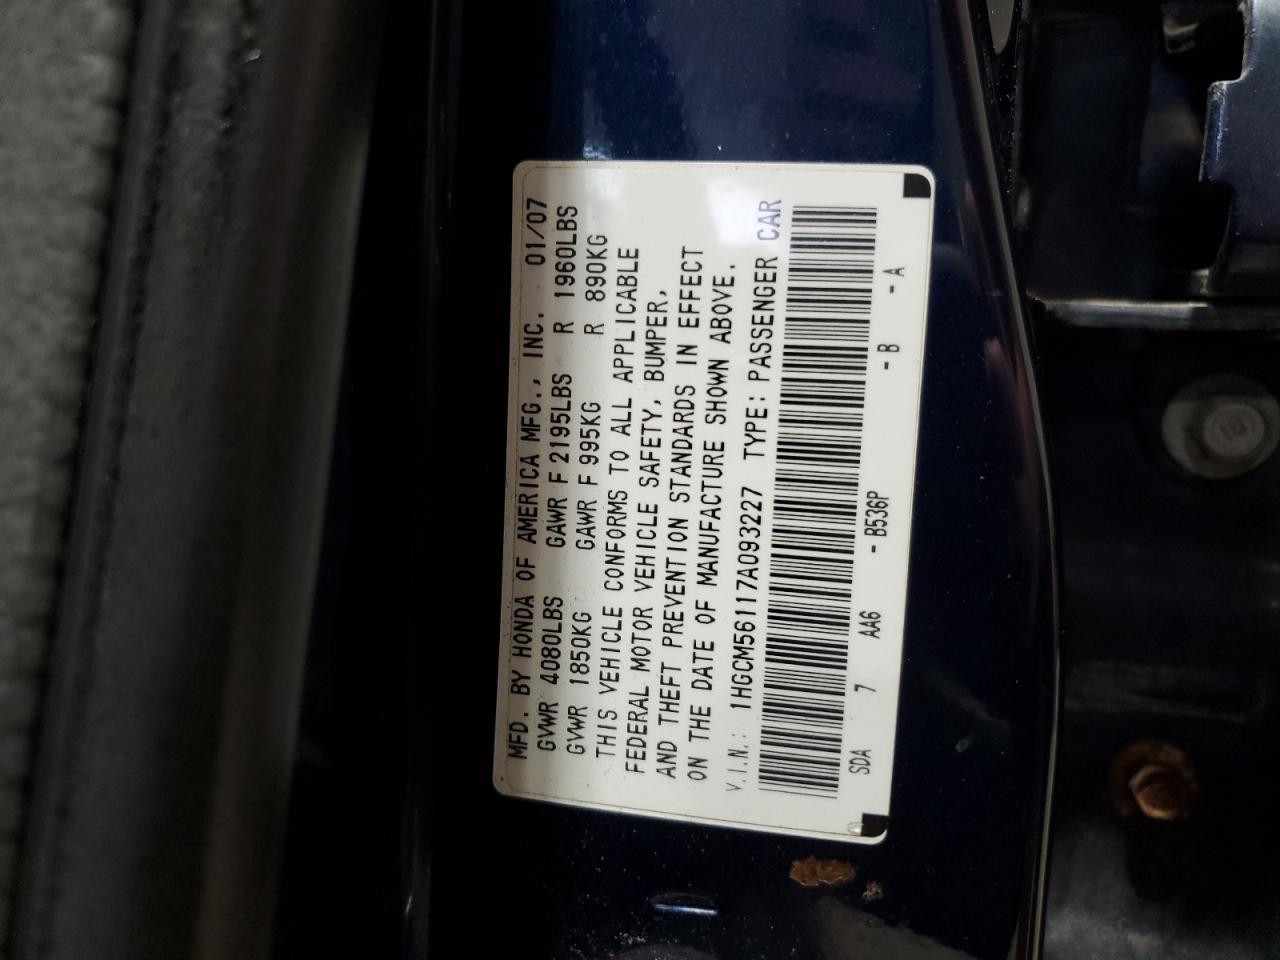 MFD. BY HONDA OF AMERICA MFG., INC. 01/07
GVWR 4080LBS GAWR F 2195LBS R 1960LBS
GVWR 1850KG GAWR F 995KG R 890KG
THIS VEHICLE CONFORMS TO ALL APPLICABLE
FEDERAL MOTOR VEHICLE SAFETY, BUMPER,
AND THEFT PREVENTION STANDARDS IN EFFECT
ON THE DATE OF MANUFACTURE SHOWN ABOVE.
V.I.N.: 1HGCM56117A093227 TYPE: PASSENGER CAR
SDA 7 AA6 - B536P - B - A